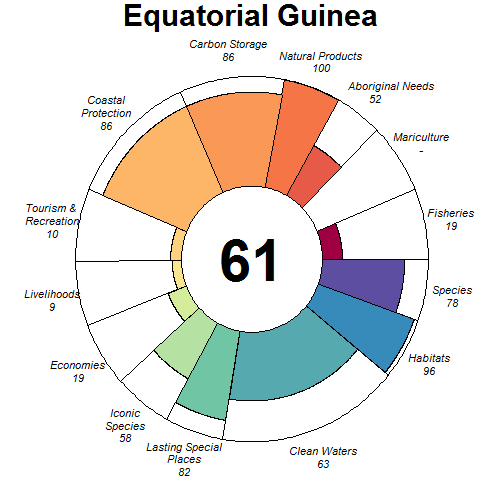 Equatorial Guinea
Carbon Storage
86
Natural Products
100
Aboriginal Needs
52
Mariculture
-
Fisheries
19
Species
78
Habitats
96
Clean Waters
63
Lasting Special
Places
82
Iconic
Species
58
Economies
19
Livelihoods
9
Tourism &
Recreation
10
Coastal
Protection
86
61